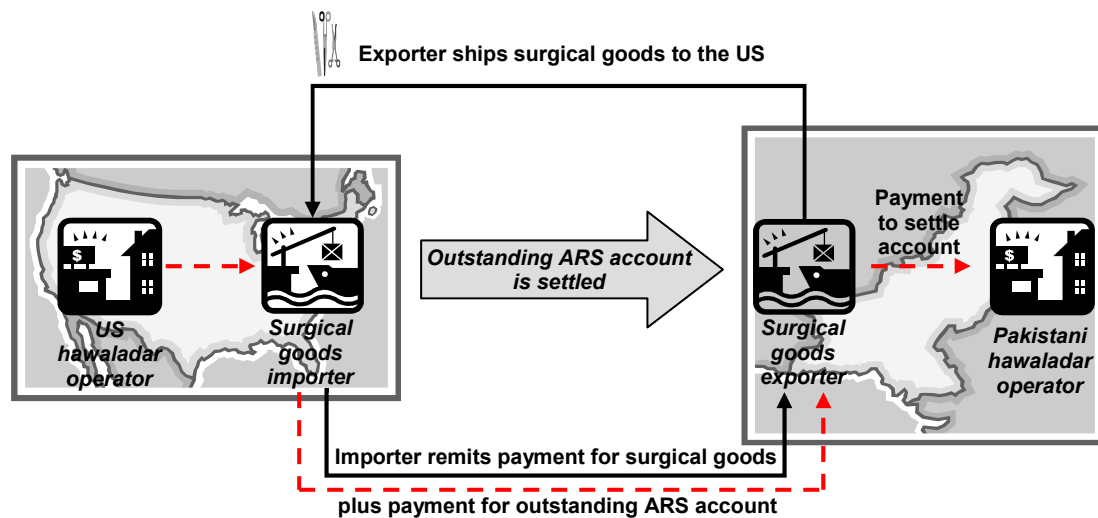 Exporter ships surgical goods to the US
$
US
hawaladar
operator
Surgical
goods
importer
Outstanding ARS account
is settled
Payment
to settle
account
$
Surgical
goods
exporter
Pakistani
hawaladar
operator
Importer remits payment for surgical goods
plus payment for outstanding ARS account